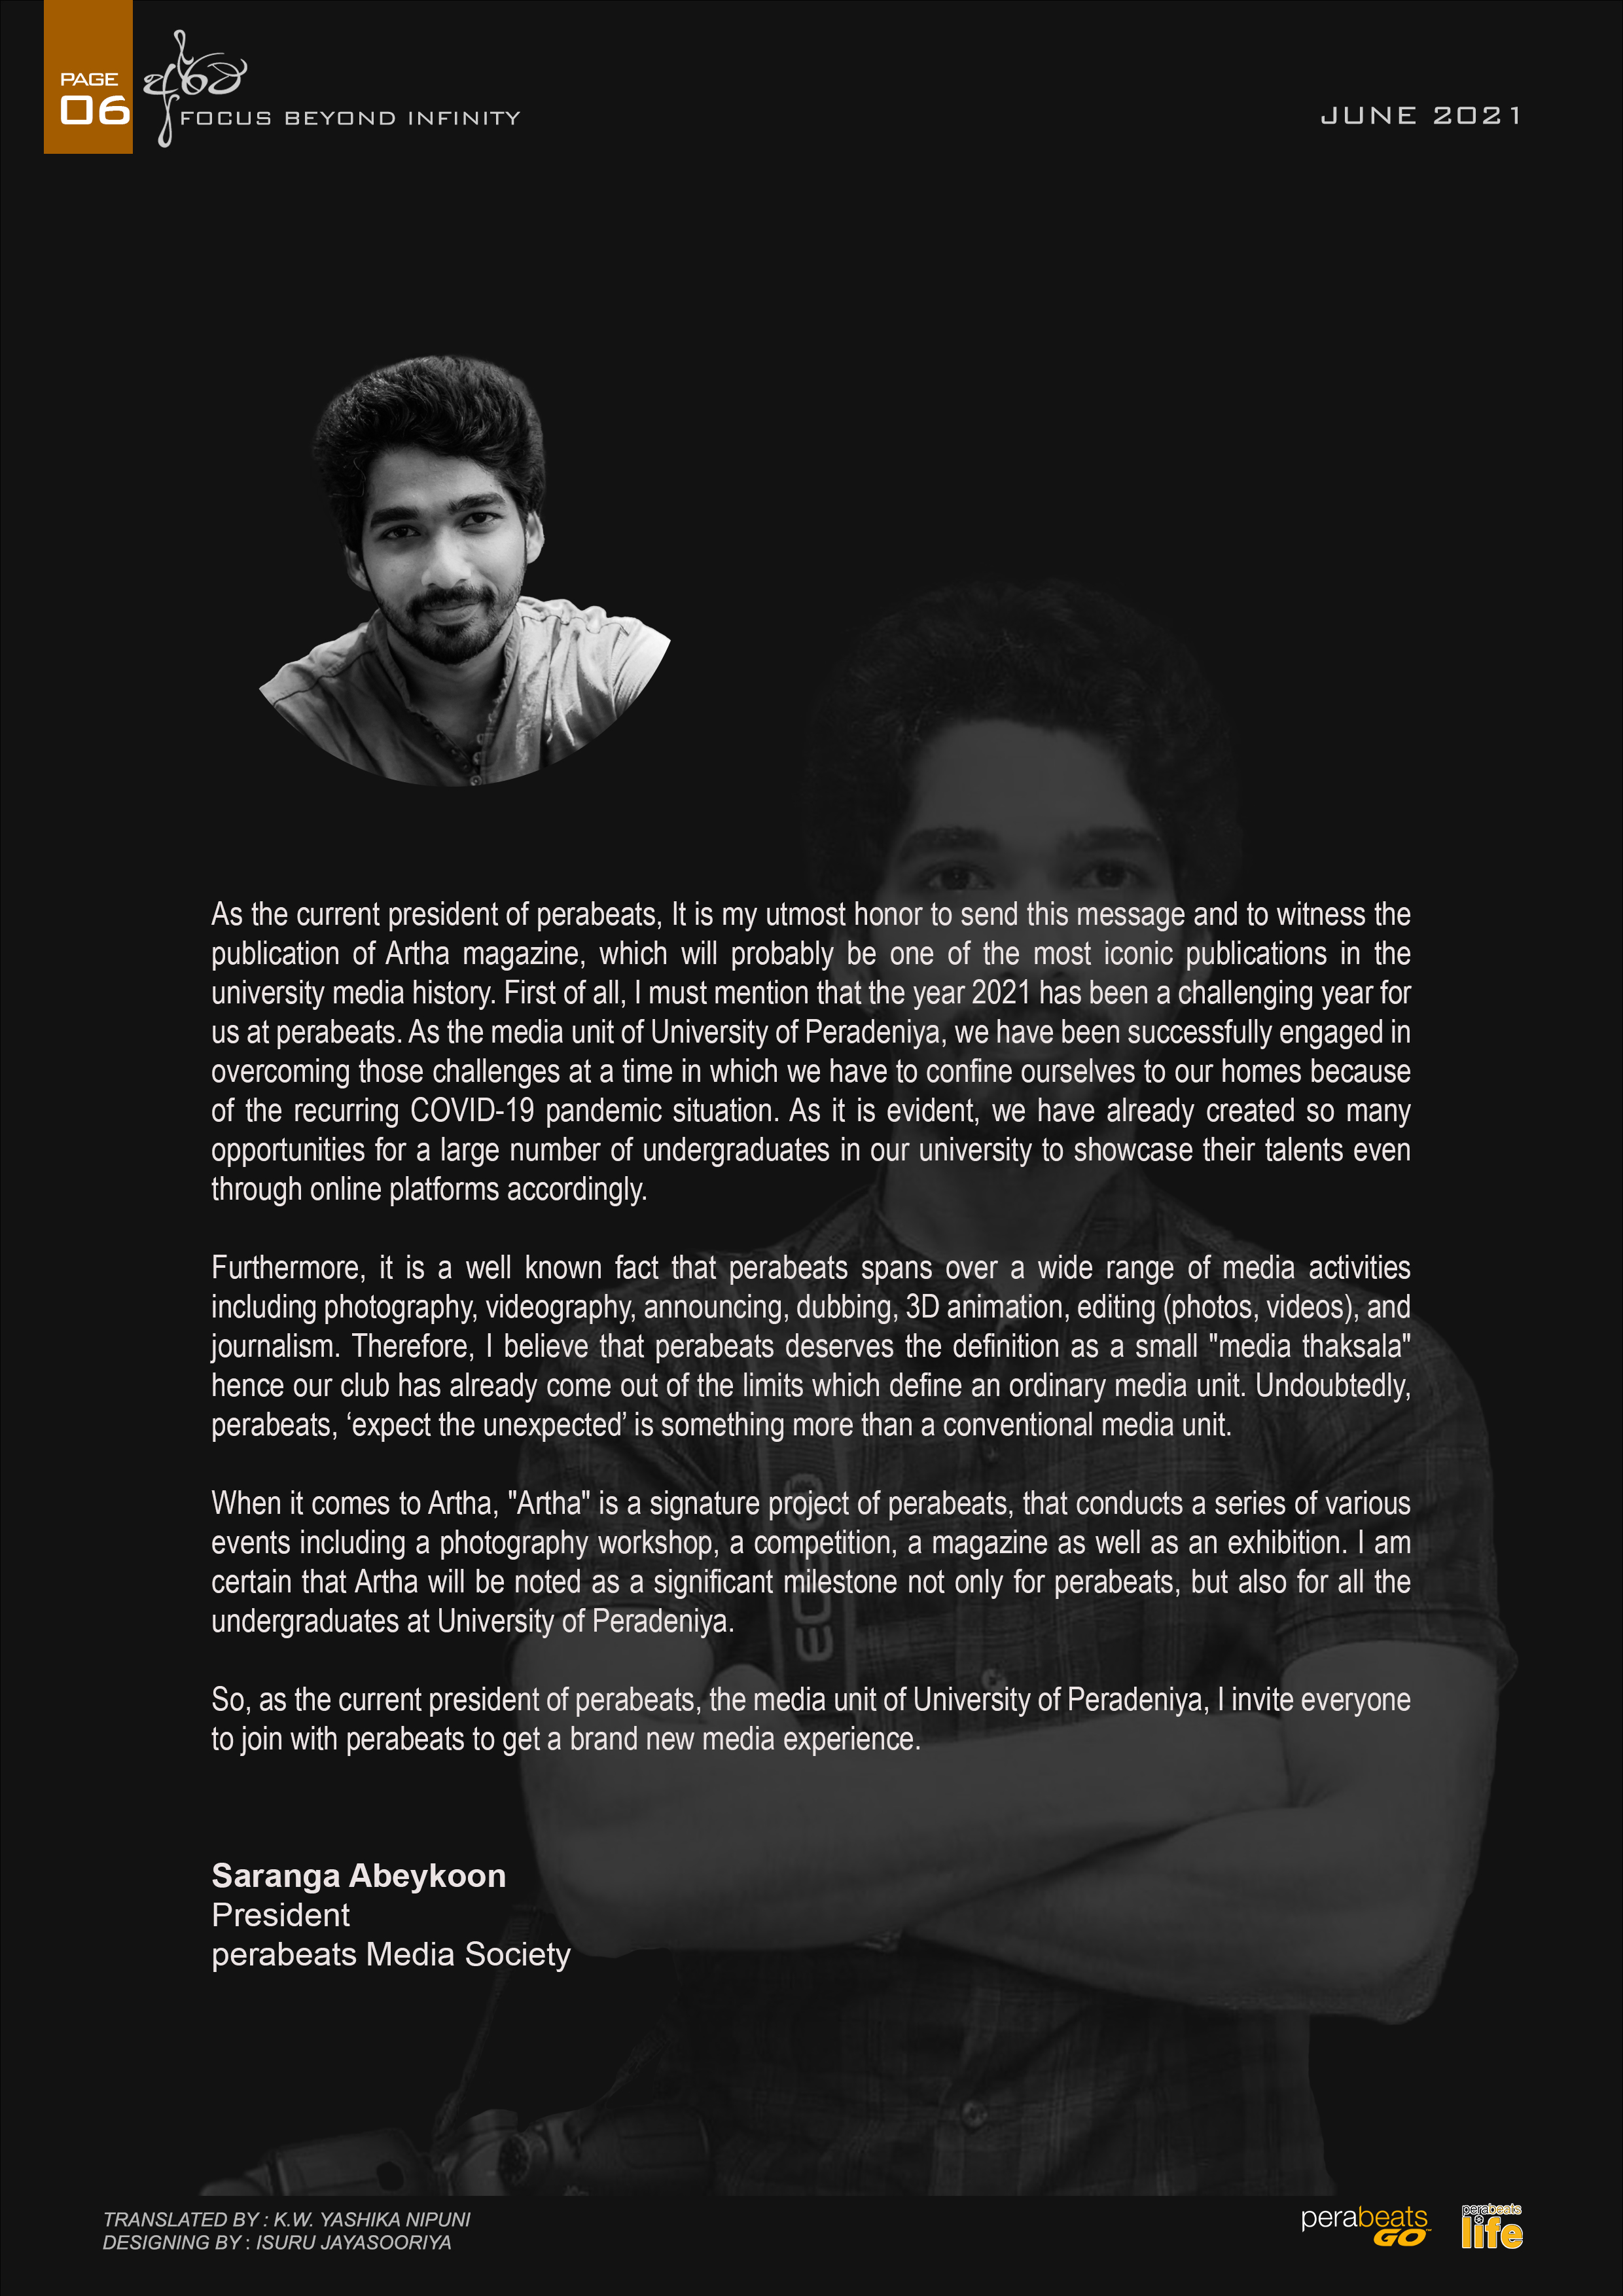 PAGE
06
අර්ථ
FOCUS BEYOND INFINITY
JUNE 2021
As the current president of perabeats, It is my utmost honor to send this message and to witness the
publication of Artha magazine, which will probably be one of the most iconic publications in the
university media history. First of all, I must mention that the year 2021 has been a challenging year for
us at perabeats. As the media unit of University of Peradeniya, we have been successfully engaged in
overcoming those challenges at a time in which we have to confine ourselves to our homes because
of the recurring COVID-19 pandemic situation. As it is evident, we have already created so many
opportunities for a large number of undergraduates in our university to showcase their talents even
through online platforms accordingly.
Furthermore, it is a well known fact that perabeats spans over a wide range of media activities
including photography, videography, announcing, dubbing, 3D animation, editing (photos, videos), and
journalism. Therefore, I believe that perabeats deserves the definition as a small "media thaksala"
hence our club has already come out of the limits which define an ordinary media unit. Undoubtedly,
perabeats, ‘expect the unexpected’ is something more than a conventional media unit.
When it comes to Artha, "Artha" is a signature project of perabeats, that conducts a series of various
events including a photography workshop, a competition, a magazine as well as an exhibition. I am
certain that Artha will be noted as a significant milestone not only for perabeats, but also for all the
undergraduates at University of Peradeniya.
So, as the current president of perabeats, the media unit of University of Peradeniya, I invite everyone
to join with perabeats to get a brand new media experience.
EOS
Saranga Abeykoon
President
perabeats Media Society
TRANSLATED BY : K.W. YASHIKA NIPUNI
DESIGNING BY : ISURU JAYASOORIYA
perabeats
GO
perabeats
life